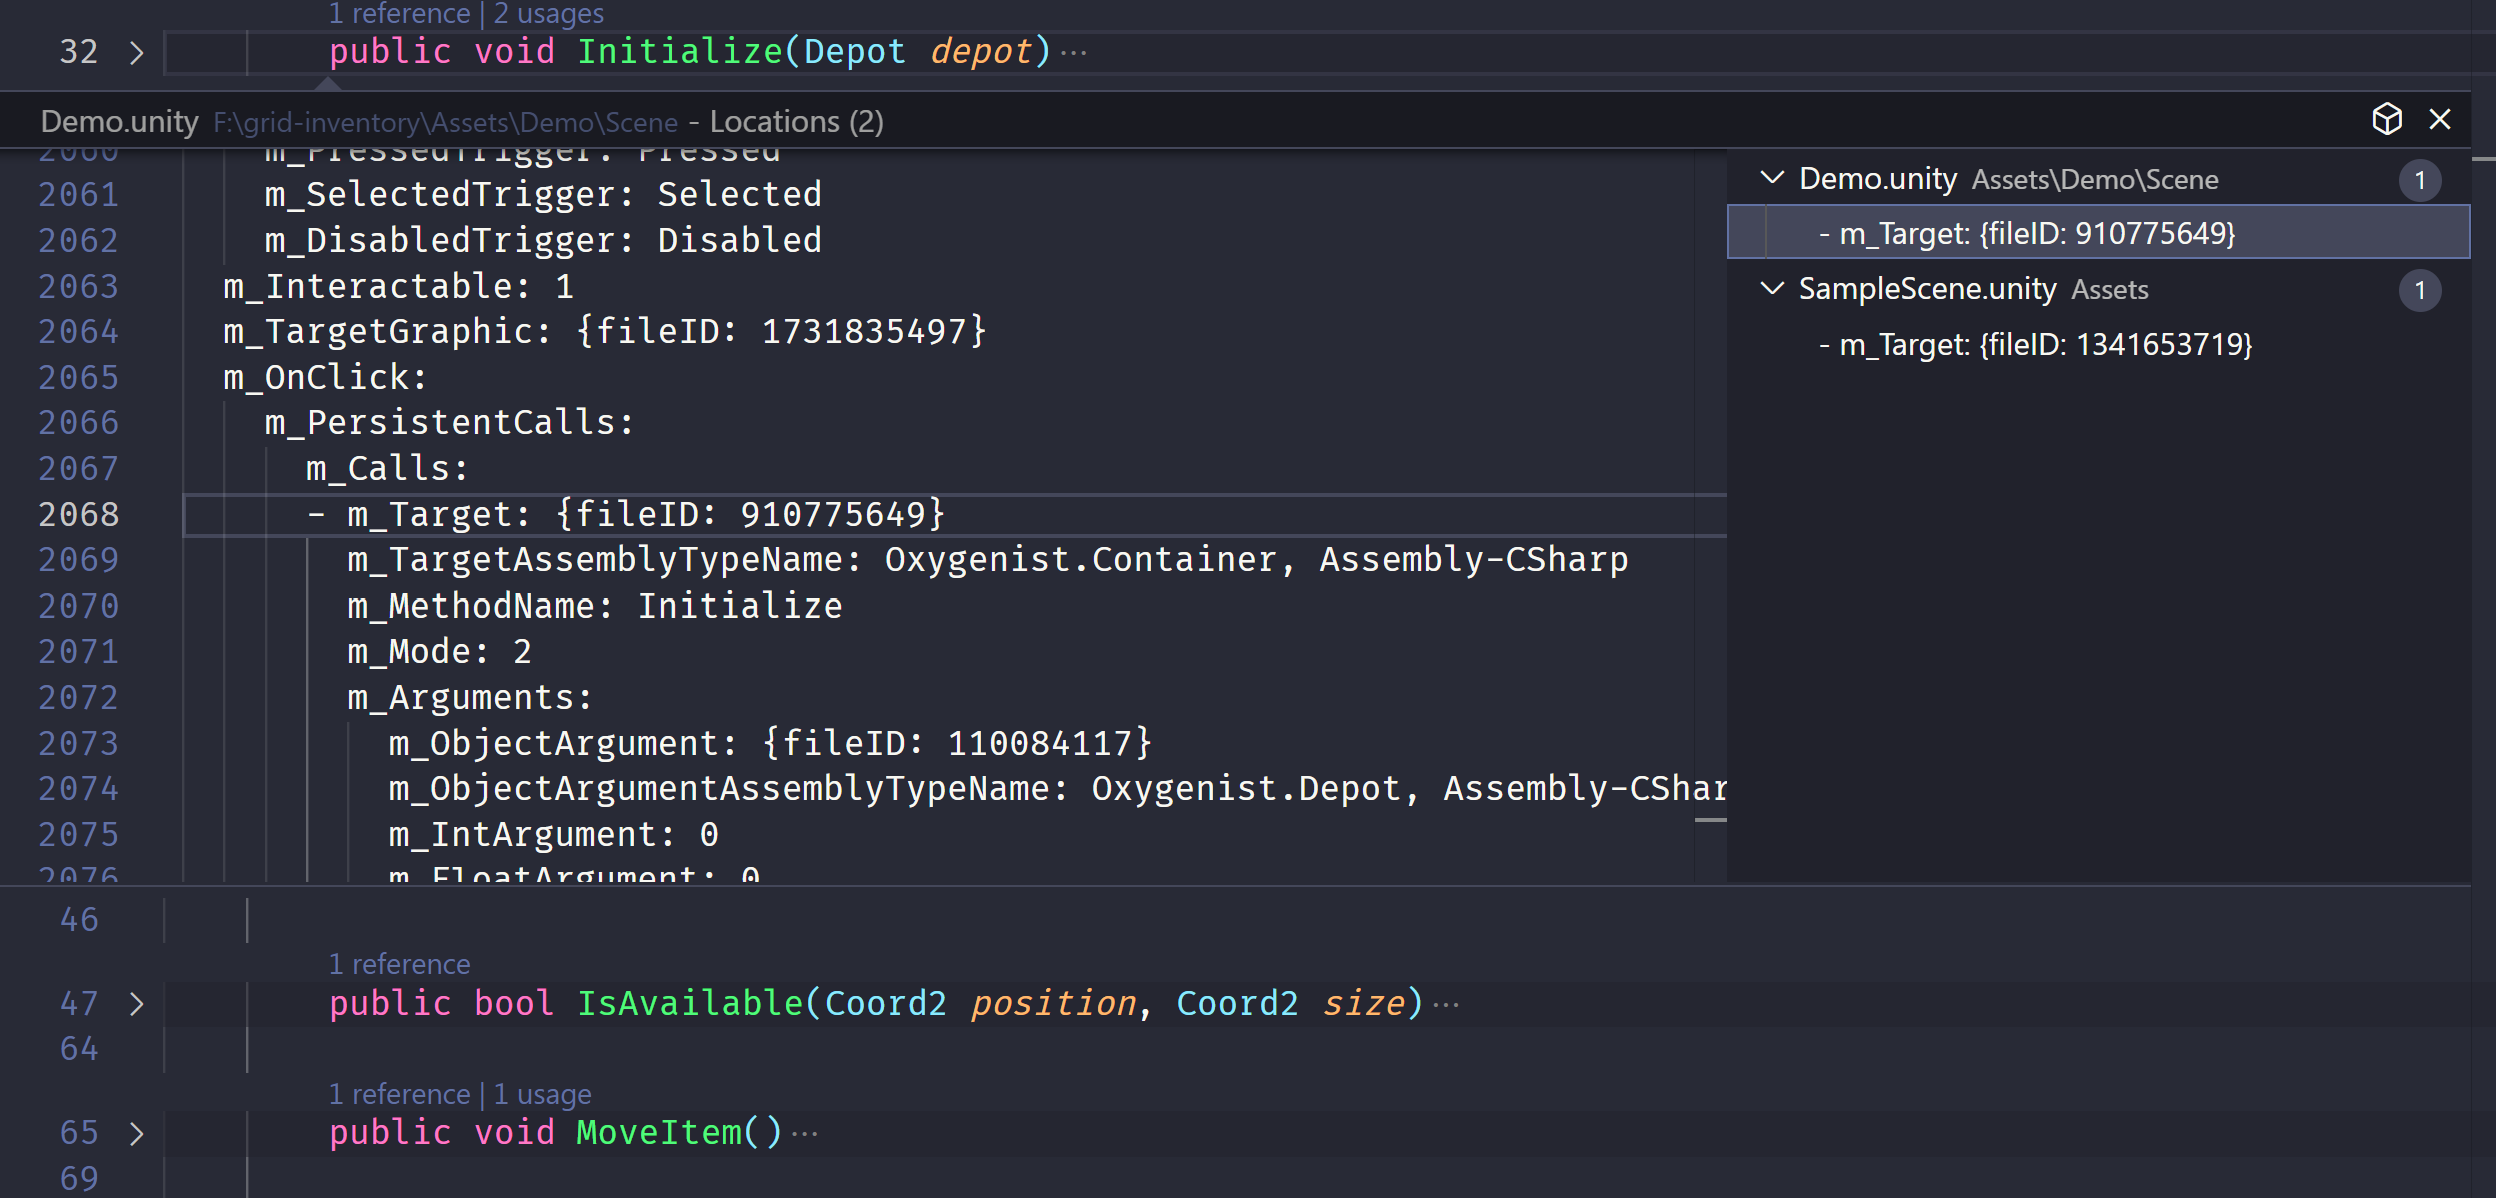 1 reference | 2 usages
32 public void Initialize(Depot depot)···
Demo.unity F:\grid-inventory\Assets\Demo\Scene - Locations (2)
2060 m_PressedTrigger: Pressed
2061 m_SelectedTrigger: Selected
2062 m_DisabledTrigger: Disabled
2063 m_Interactable: 1
2064 m_TargetGraphic: {fileID: 1731835497}
2065 m_OnClick:
2066 m_PersistentCalls:
2067 m_Calls:
2068 - m_Target: {fileID: 910775649}
2069 m_TargetAssemblyTypeName: Oxygenist.Container, Assembly-CSharp
2070 m_MethodName: Initialize
2071 m_Mode: 2
2072 m_Arguments:
2073 m_ObjectArgument: {fileID: 110084117}
2074 m_ObjectArgumentAssemblyTypeName: Oxygenist.Depot, Assembly-CShar
2075 m_IntArgument: 0
2076 m_FloatArgument: 0
Demo.unity Assets\Demo\Scene 1
- m_Target: {fileID: 910775649}
SampleScene.unity Assets 1
- m_Target: {fileID: 1341653719}
46
1 reference
47 public bool IsAvailable(Coord2 position, Coord2 size)···
64
1 reference | 1 usage
65 public void MoveItem()···
69